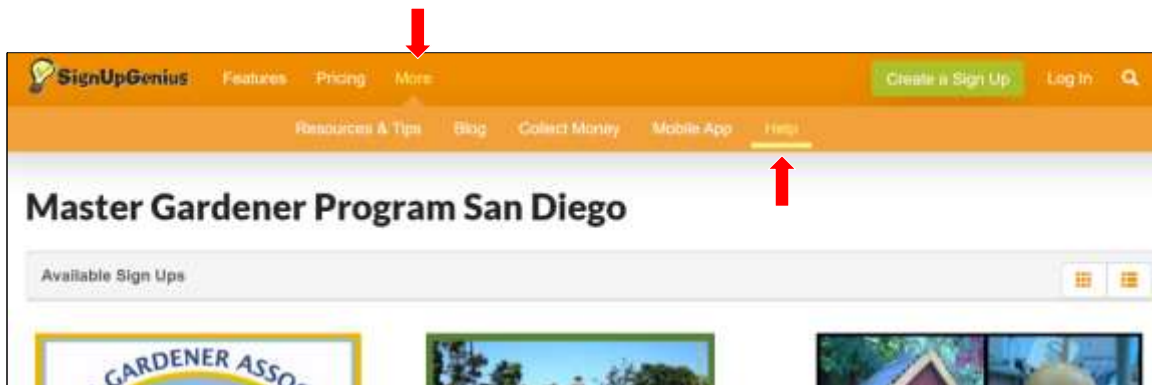 SignUpGenius Features Pricing More Create a Sign Up Log In
Resources & Tips Blog Collect Money Mobile App Help
Master Gardener Program San Diego
Available Sign Ups
GARDENER ASSO